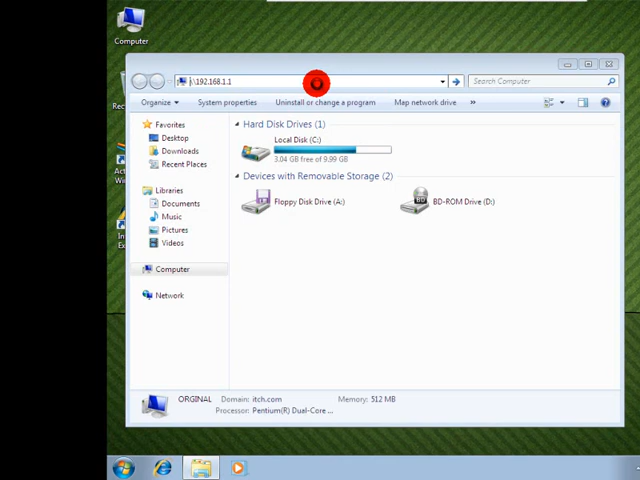 Computer
\\192.168.1.1
Search Computer
Organize
System properties
Uninstall or change a program
Map network drive
»
Favorites
Desktop
Downloads
Recent Places
Libraries
Documents
Music
Pictures
Videos
Computer
Network
Hard Disk Drives (1)
Local Disk (C:)
3.04 GB free of 9.99 GB
Devices with Removable Storage (2)
Floppy Disk Drive (A:)
BD-ROM Drive (D:)
BD
ORGINAL
Domain: itch.com
Memory: 512 MB
Processor: Pentium(R) Dual-Core ...